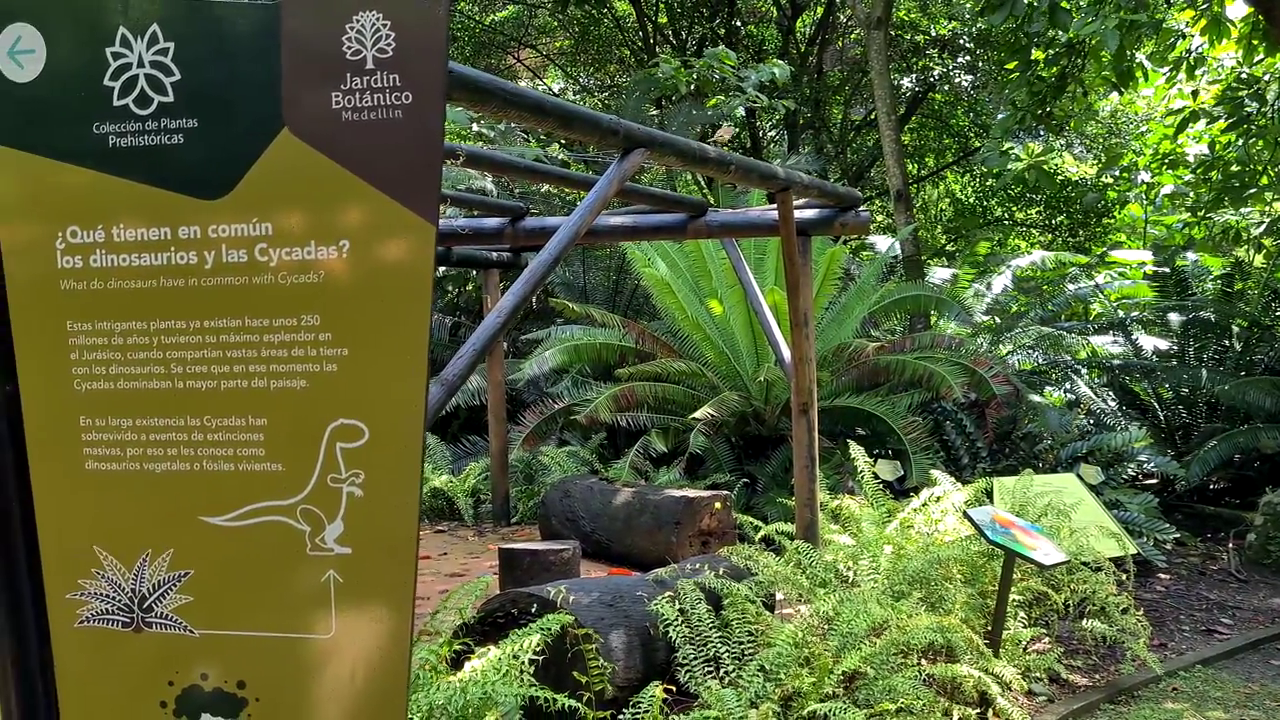 Colección de Plantas
Prehistóricas
Jardín
Botánico
Medellín
¿Qué tienen en común
los dinosaurios y las Cycadas?
What do dinosaurs have in common with Cycads?
Estas intrigantes plantas ya existían hace unos 250
millones de años y tuvieron su máximo esplendor en
el Jurásico, cuando compartían vastas áreas de la tierra
con los dinosaurios. Se cree que en ese momento las
Cycadas dominaban la mayor parte del paisaje.
En su larga existencia las Cycadas han
sobrevivido a eventos de extinciones
masivas, por eso se les conoce como
dinosaurios vegetales o fósiles vivientes.